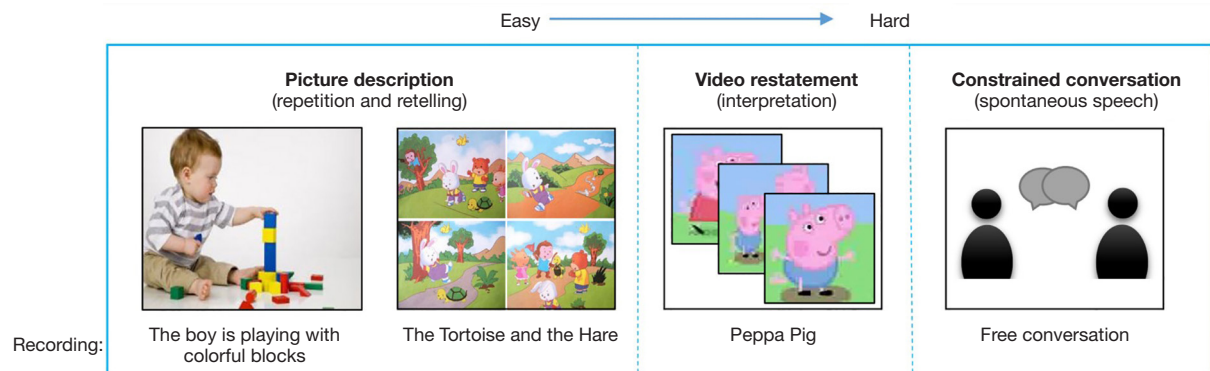 Easy Hard
Picture description
(repetition and retelling)
Video restatement
(interpretation)
Constrained conversation
(spontaneous speech)
Recording:
The boy is playing with
colorful blocks
The Tortoise and the Hare
Peppa Pig
Free conversation